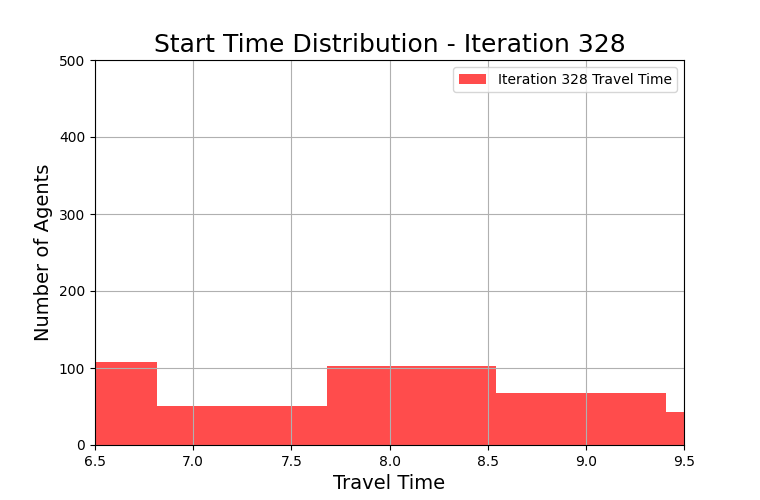 Start Time Distribution - Iteration 328
Iteration 328 Travel Time
Number of Agents
500
400
300
200
100
0
6.5 7.0 7.5 8.0 8.5 9.0 9.5
Travel Time